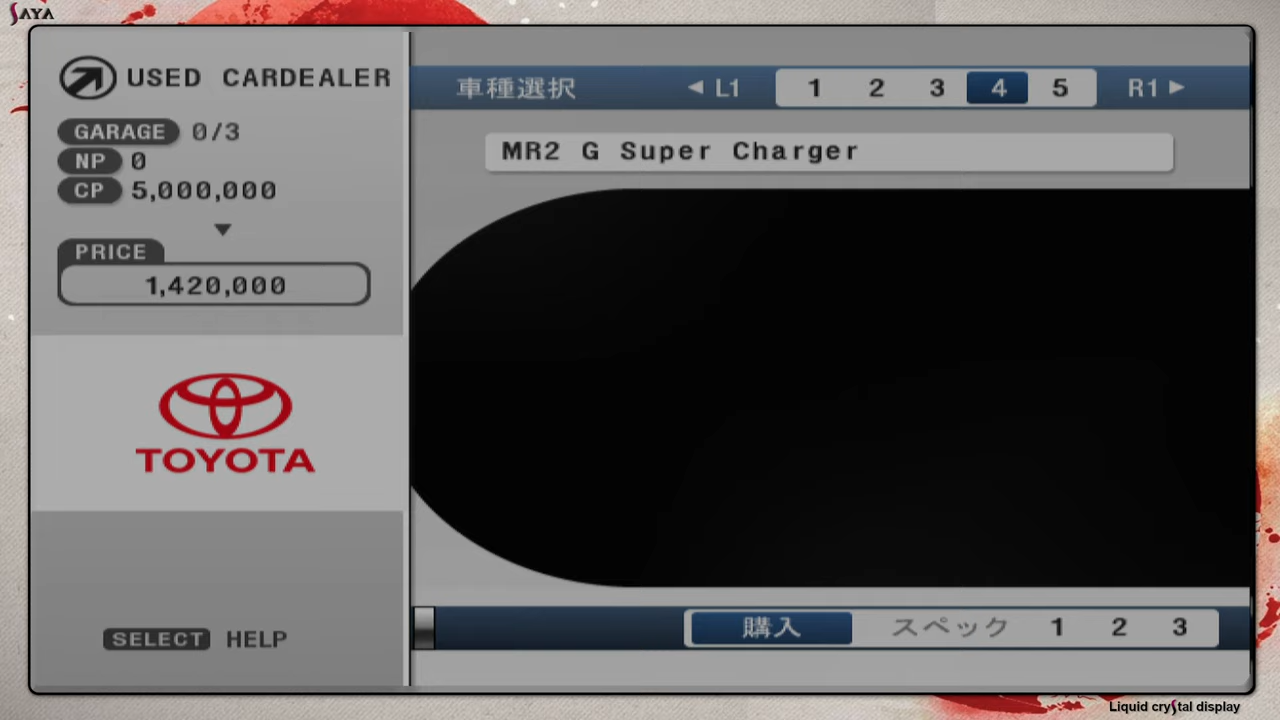 SAYA
USED CARDEALER
GARAGE 0/3
NP 0
CP 5,000,000
PRICE
1,420,000
TOYOTA
SELECT HELP
車種選択 ◀ L1 1 2 3 4 5 R1 ▶
MR2 G Super Charger
購入 スペック 1 2 3
Liquid crystal display